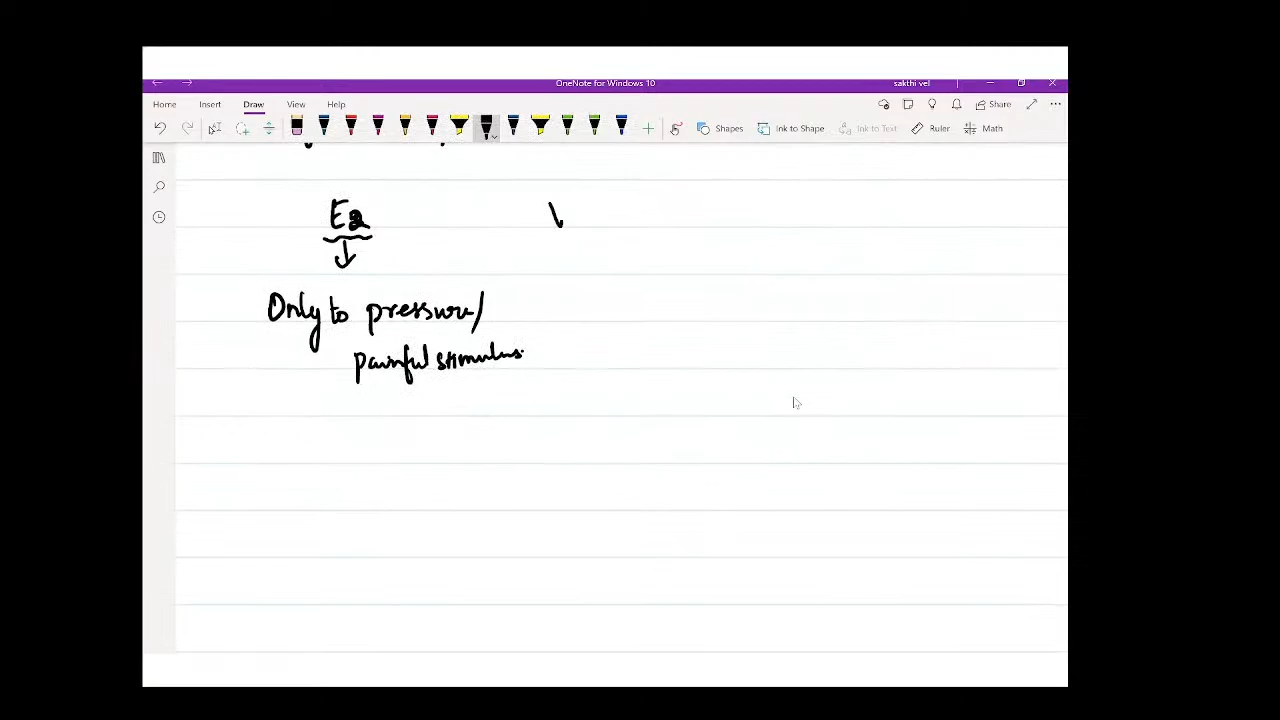 OneNote for Windows 10
sakthi vel
Home Insert Draw View Help
Share
Shapes
Ink to Shape
Ink to Text
Ruler
Math
E2
Only to pressure/
painful stimulus.